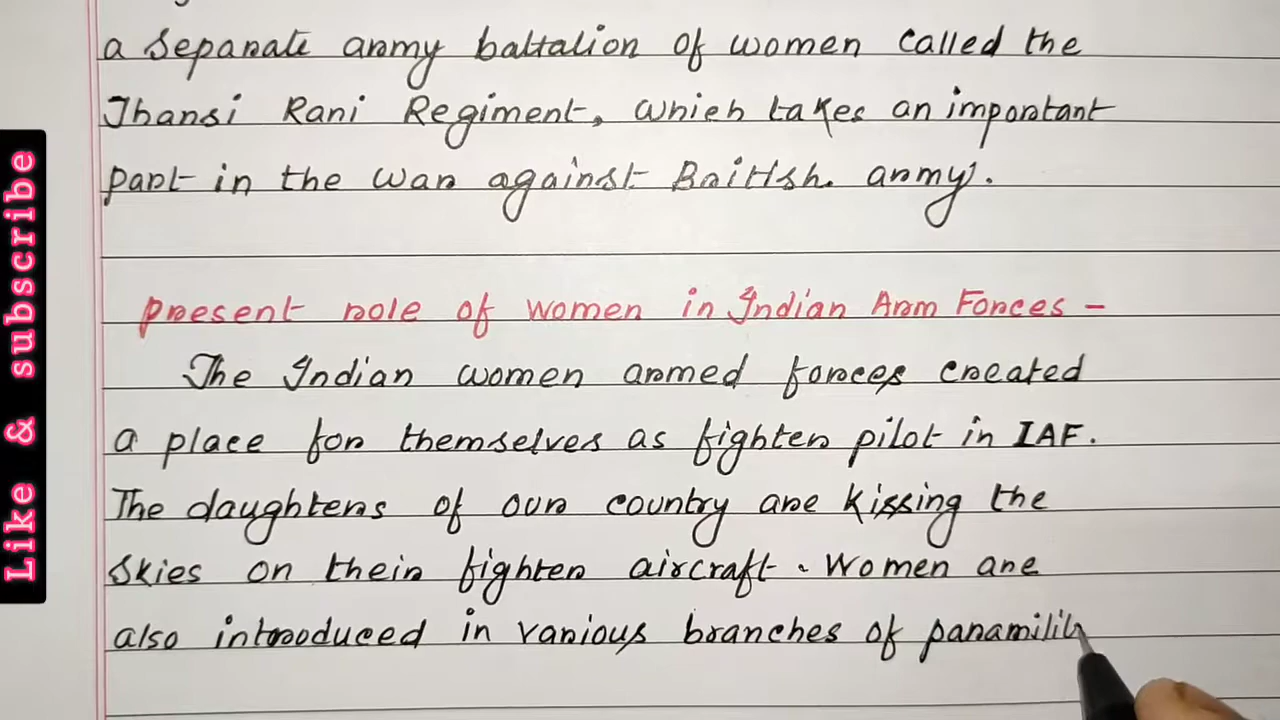 a separate army battalion of women called the
Jhansi Rani Regiment, which takes an important
part in the war against British army.
Present role of women in Indian Arm Forces -
The Indian women armed forces created
a place for themselves as fighter pilot in IAF.
The daughters of our country are kissing the
skies on their fighter aircraft. Women are
also introduced in various branches of paramilit
Like & subscribe